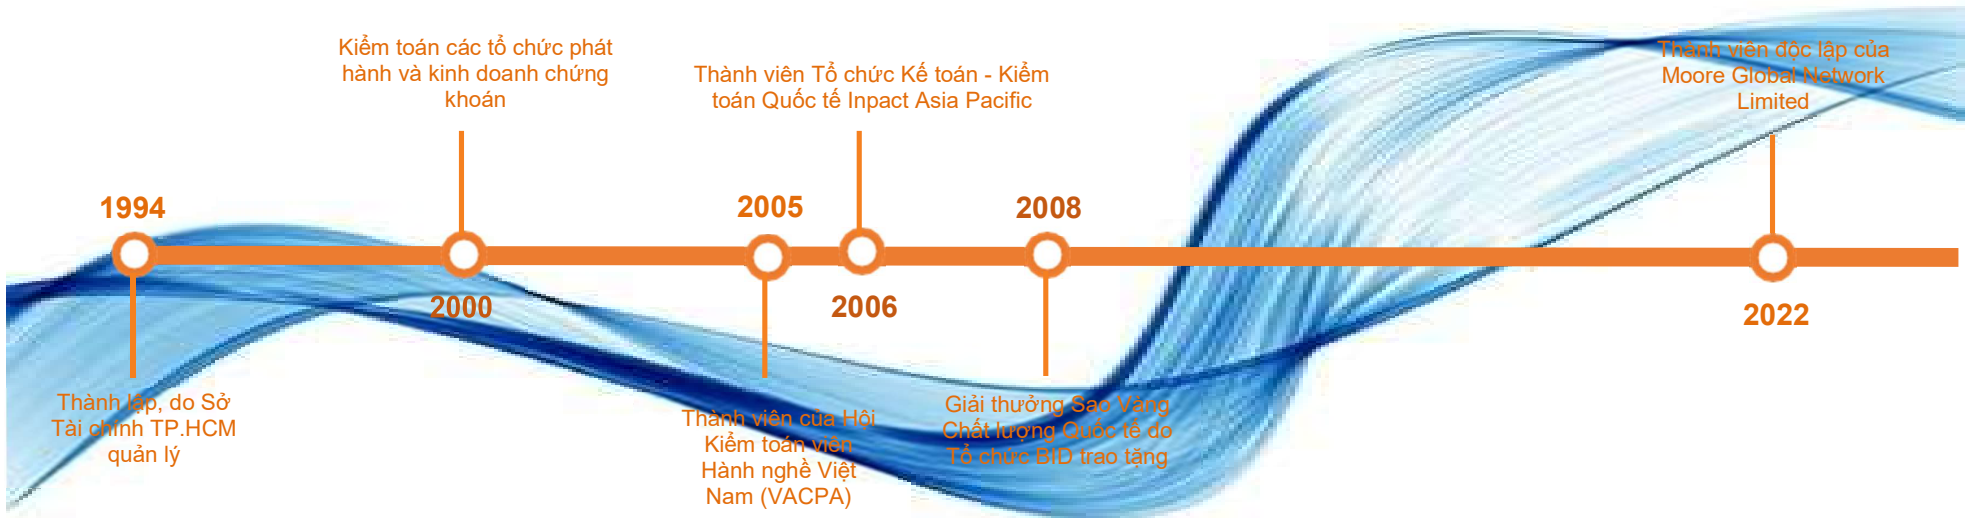 1994
Thành lập, do Sở
Tài chính TP.HCM
quản lý
Kiểm toán các tổ chức phát
hành và kinh doanh chứng
khoán
2000
2005
Thành viên của Hội
Kiểm toán viên
Hành nghề Việt
Nam (VACPA)
Thành viên Tổ chức Kế toán - Kiểm
toán Quốc tế Inpact Asia Pacific
2006
2008
Giải thưởng Sao Vàng
Chất lượng Quốc tế do
Tổ chức BID trao tặng
Thành viên độc lập của
Moore Global Network
Limited
2022